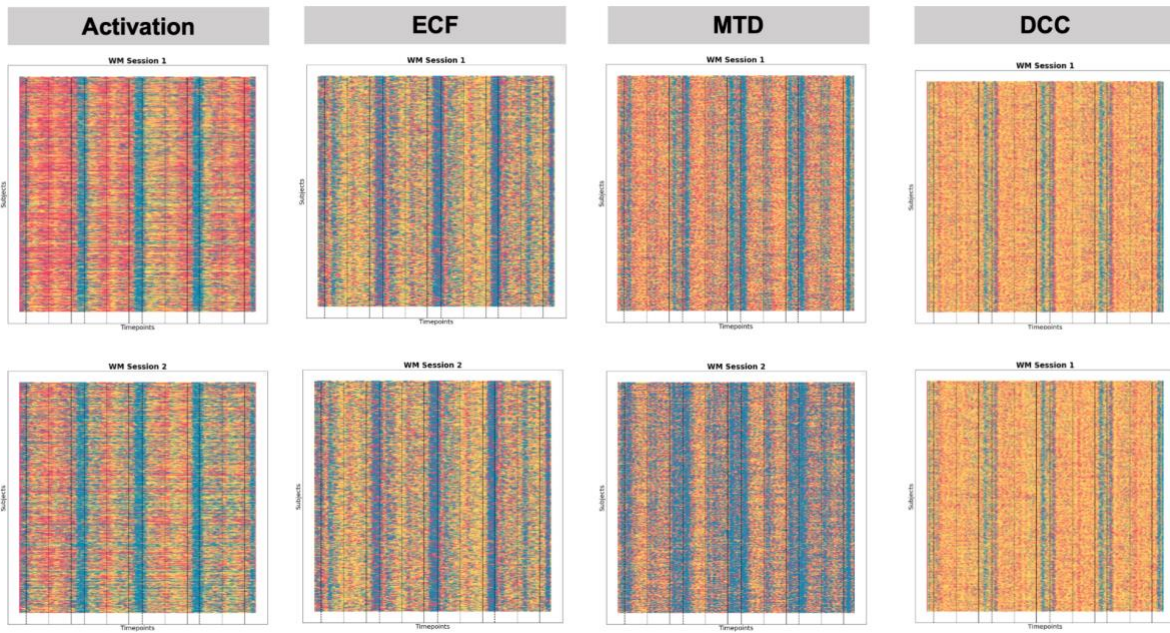 Activation
ECF
MTD
DCC
WM Session 1
WM Session 1
WM Session 1
WM Session 1
Subjects
Subjects
Subjects
Subjects
Timepoints
Timepoints
Timepoints
Timepoints
WM Session 2
WM Session 2
WM Session 2
WM Session 1
Subjects
Subjects
Subjects
Subjects
Timepoints
Timepoints
Timepoints
Timepoints